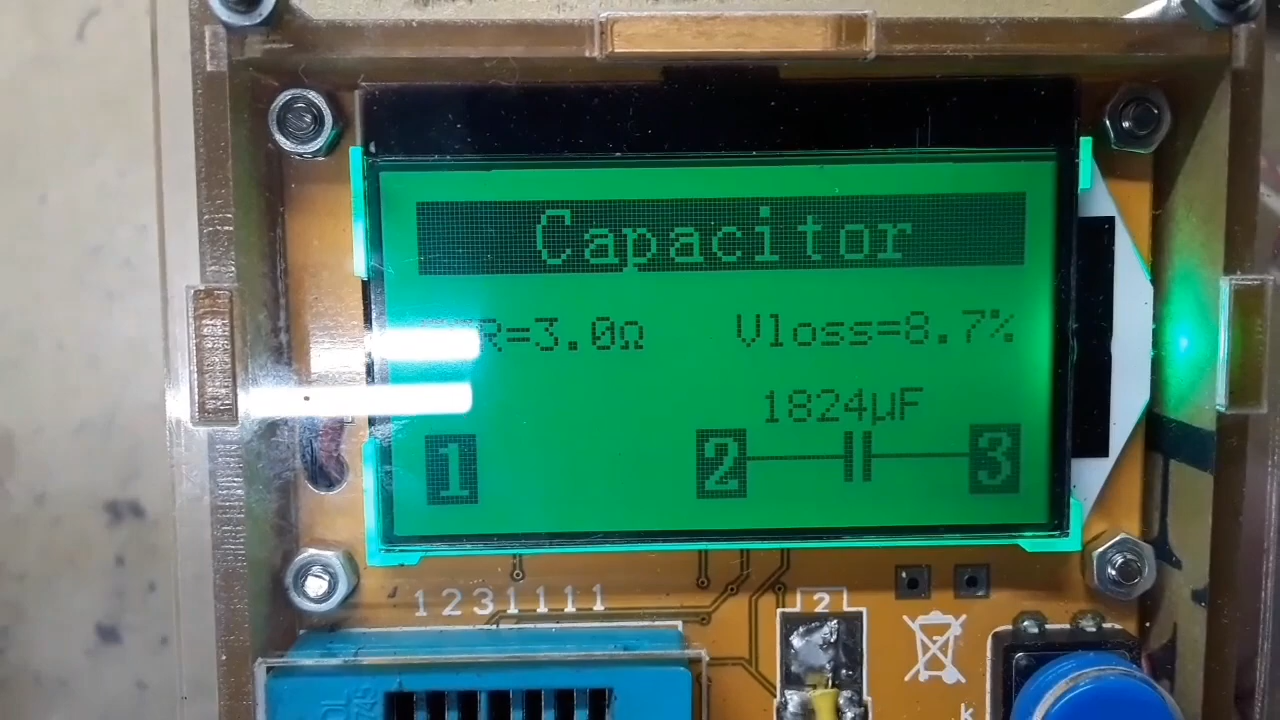 Capacitor
R=3.0Ω Vloss=8.7%
1824µF
1 2 3
1231111
2
k